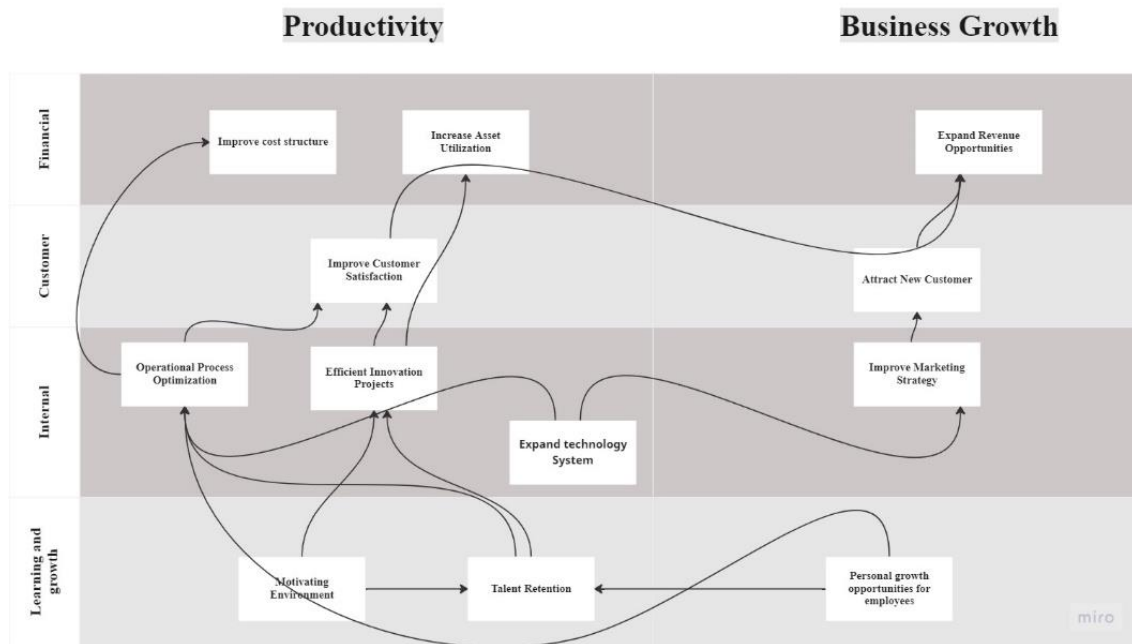 Productivity
Business Growth
Financial
Improve cost structure
Increase Asset
Utilization
Expand Revenue
Opportunities
Customer
Improve Customer
Satisfaction
Attract New Customer
Internal
Operational Process
Optimization
Efficient Innovation
Projects
Improve Marketing
Strategy
Expand technology
System
Learning and
growth
Motivating
Environment
Talent Retention
Personal growth
opportunities for
employees
miro